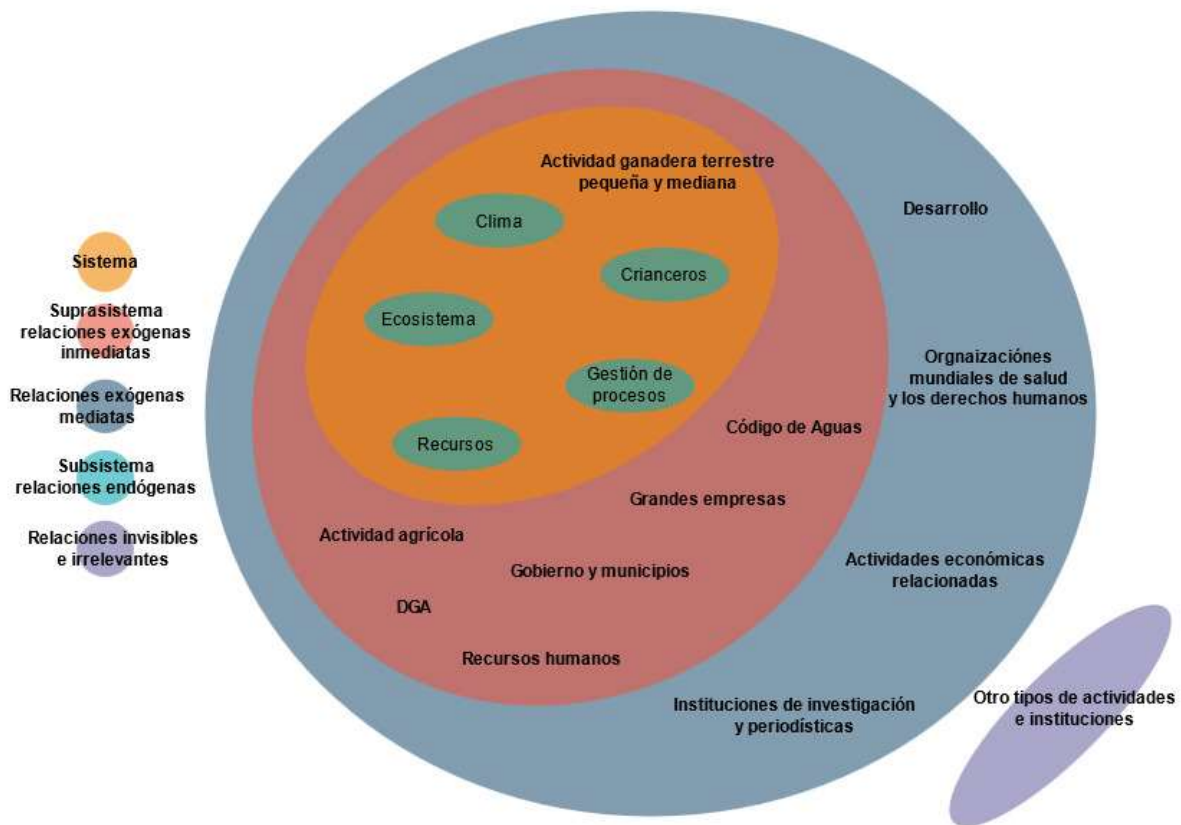 Sistema
Suprasistema
relaciones exógenas
inmediatas
Relaciones exógenas
mediatas
Subsistema
relaciones endógenas
Relaciones invisibles
e irrelevantes
Actividad ganadera terrestre
pequeña y mediana
Clima
Crianceros
Ecosistema
Gestión de
procesos
Recursos
Código de Aguas
Grandes empresas
Actividad agrícola
Gobierno y municipios
DGA
Recursos humanos
Desarrollo
Orgnaizaciónes
mundiales de salud
y los derechos humanos
Actividades económicas
relacionadas
Instituciones de investigación
y periodísticas
Otro tipos de actividades
e instituciones